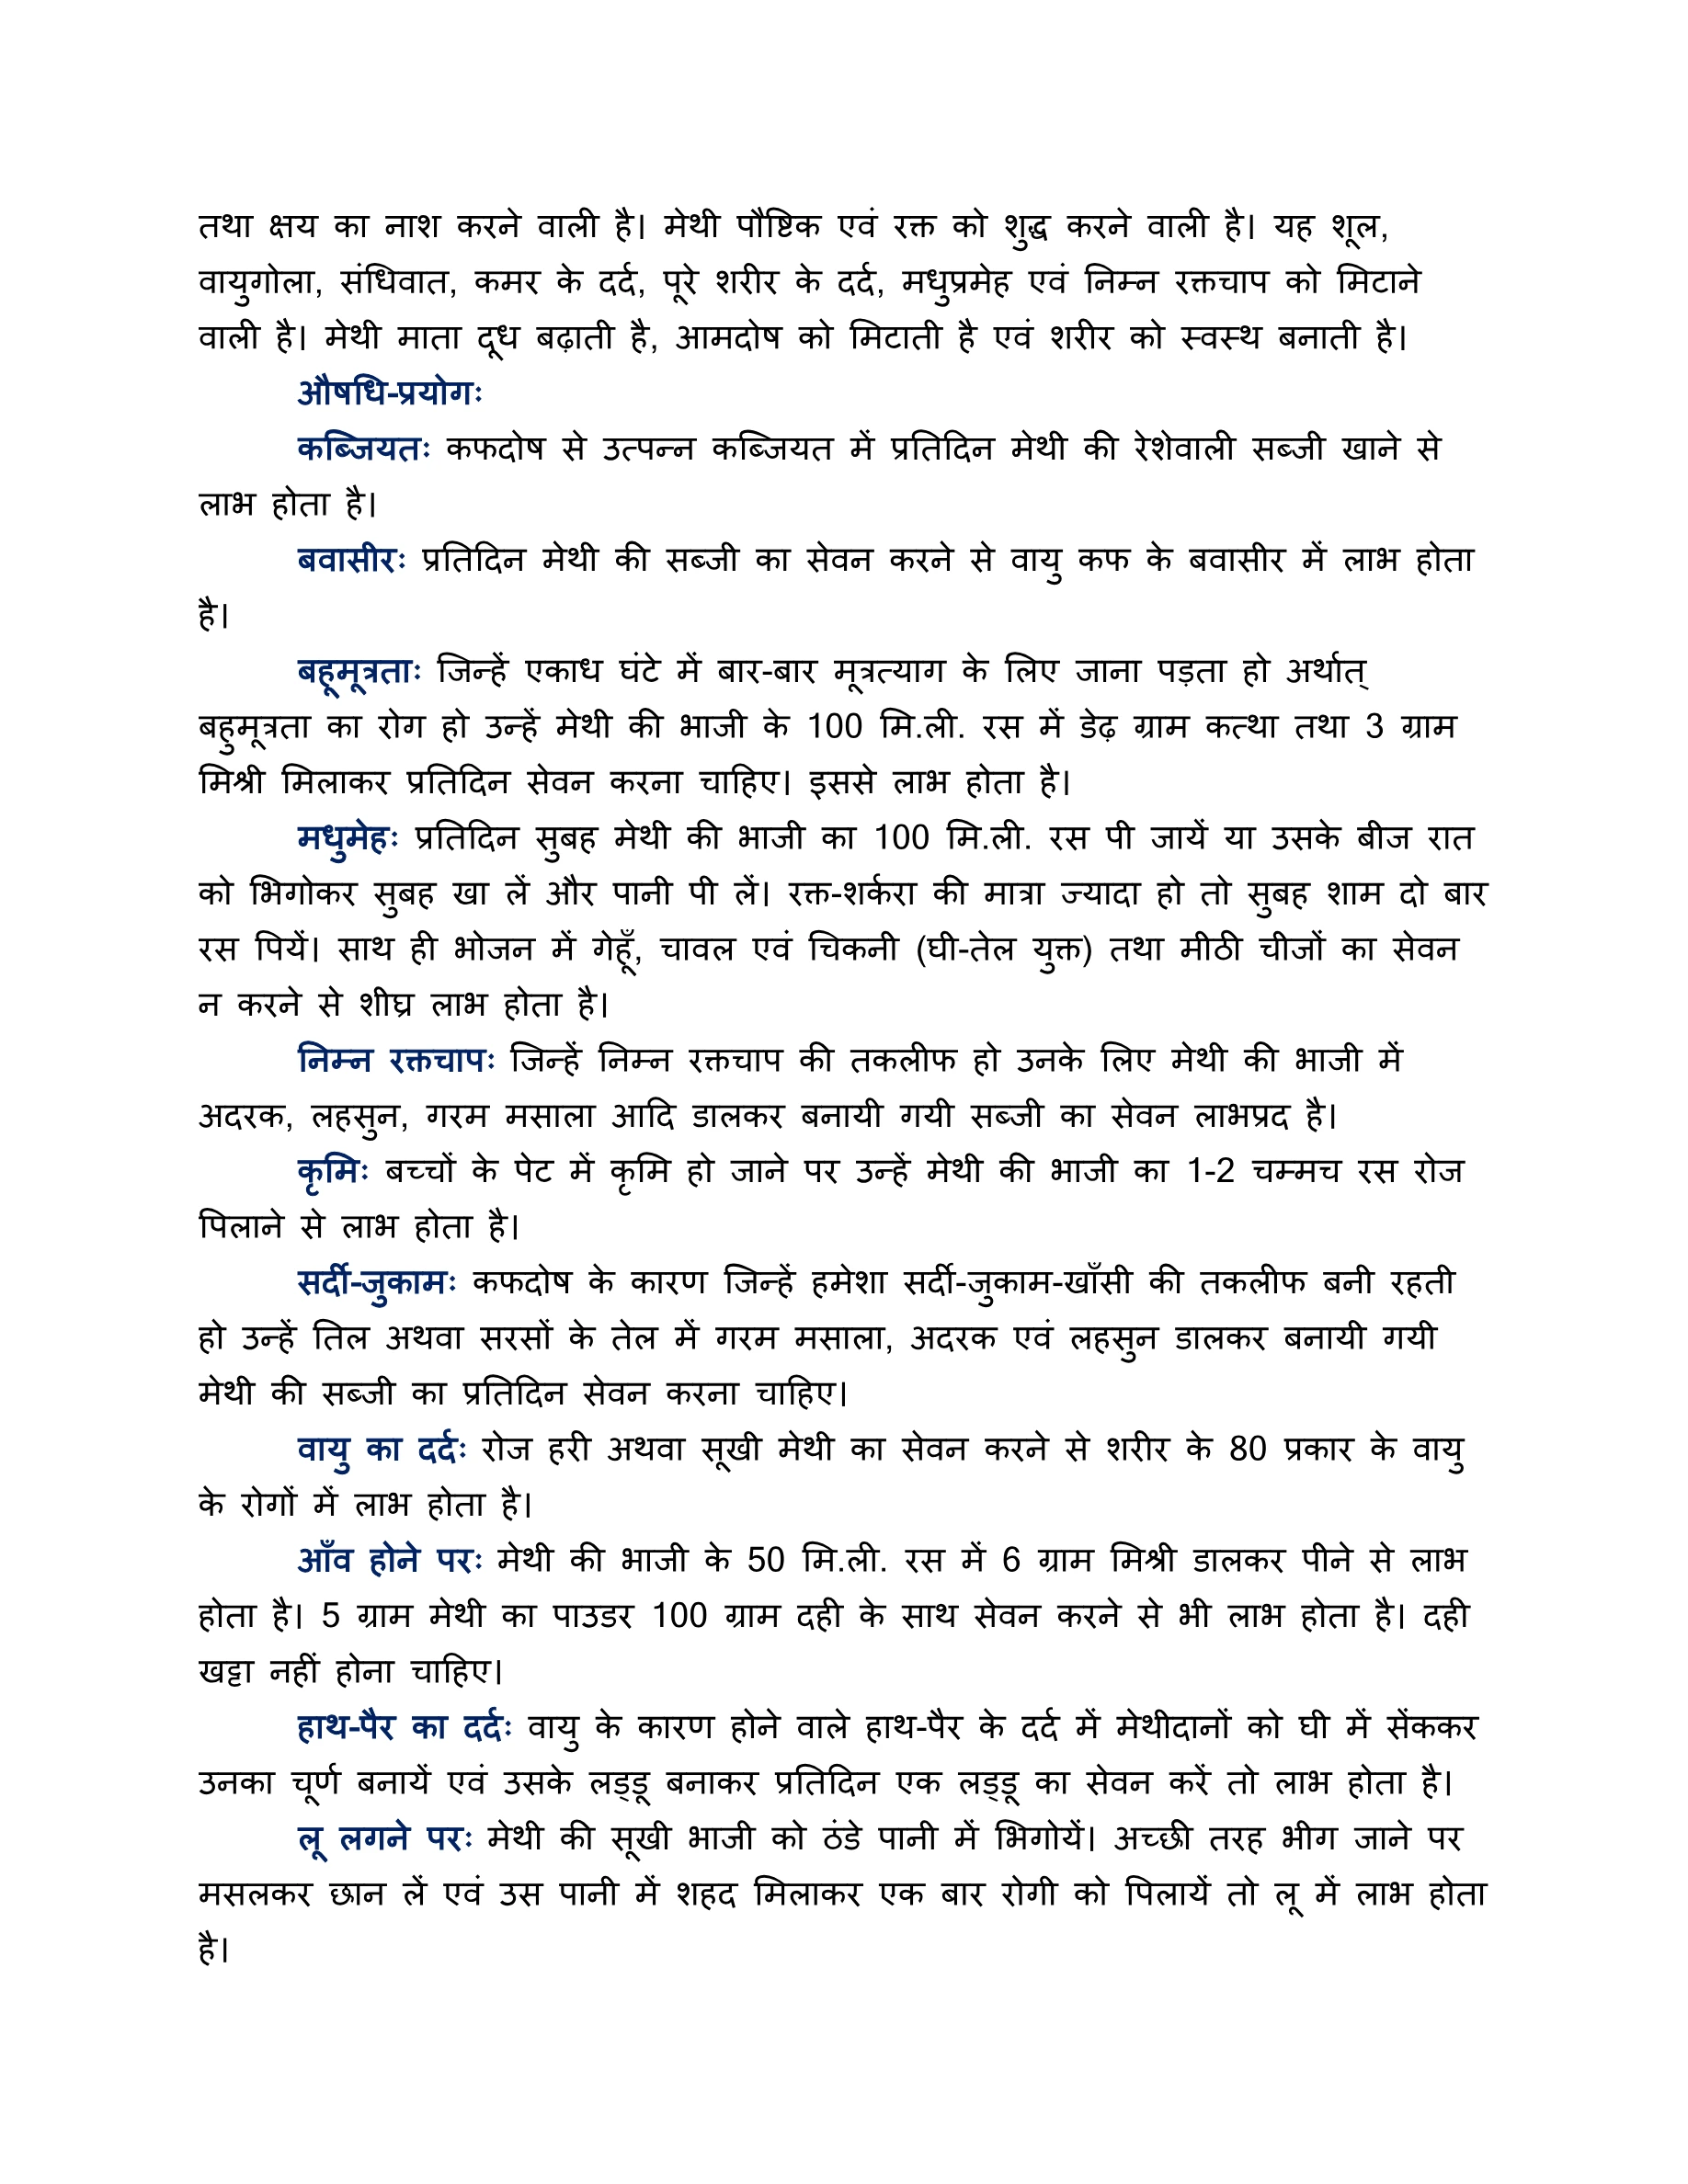 तथा क्षय का नाश करने वाली है। मेथी पौष्टिक एवं रक्त को शुद्ध करने वाली है। यह शूल,
वायुगोला, संधिवात, कमर के दर्द, पूरे शरीर के दर्द, मधुप्रमेह एवं निम्न रक्तचाप को मिटाने
वाली है। मेथी माता दूध बढ़ाती है, आमदोष को मिटाती है एवं शरीर को स्वस्थ बनाती है।
औषधि-प्रयोगः
कब्जियतः कफदोष से उत्पन्न कब्जियत में प्रतिदिन मेथी की रेशेवाली सब्जी खाने से
लाभ होता है।
बवासीरः प्रतिदिन मेथी की सब्जी का सेवन करने से वायु कफ के बवासीर में लाभ होता
है।
बहूमूत्रताः जिन्हें एकाध घंटे में बार-बार मूत्रत्याग के लिए जाना पड़ता हो अर्थात्
बहुमूत्रता का रोग हो उन्हें मेथी की भाजी के 100 मि.ली. रस में डेढ़ ग्राम कत्था तथा 3 ग्राम
मिश्री मिलाकर प्रतिदिन सेवन करना चाहिए। इससे लाभ होता है।
मधुमेहः प्रतिदिन सुबह मेथी की भाजी का 100 मि.ली. रस पी जायें या उसके बीज रात
को भिगोकर सुबह खा लें और पानी पी लें। रक्त-शर्करा की मात्रा ज्यादा हो तो सुबह शाम दो बार
रस पियें। साथ ही भोजन में गेहूँ, चावल एवं चिकनी (घी-तेल युक्त) तथा मीठी चीजों का सेवन
न करने से शीघ्र लाभ होता है।
निम्न रक्तचापः जिन्हें निम्न रक्तचाप की तकलीफ हो उनके लिए मेथी की भाजी में
अदरक, लहसुन, गरम मसाला आदि डालकर बनायी गयी सब्जी का सेवन लाभप्रद है।
कृमिः बच्चों के पेट में कृमि हो जाने पर उन्हें मेथी की भाजी का 1-2 चम्मच रस रोज
पिलाने से लाभ होता है।
सर्दी-जुकामः कफदोष के कारण जिन्हें हमेशा सर्दी-जुकाम-खाँसी की तकलीफ बनी रहती
हो उन्हें तिल अथवा सरसों के तेल में गरम मसाला, अदरक एवं लहसुन डालकर बनायी गयी
मेथी की सब्जी का प्रतिदिन सेवन करना चाहिए।
वायु का दर्दः रोज हरी अथवा सूखी मेथी का सेवन करने से शरीर के 80 प्रकार के वायु
के रोगों में लाभ होता है।
आँव होने परः मेथी की भाजी के 50 मि.ली. रस में 6 ग्राम मिश्री डालकर पीने से लाभ
होता है। 5 ग्राम मेथी का पाउडर 100 ग्राम दही के साथ सेवन करने से भी लाभ होता है। दही
खट्टा नहीं होना चाहिए।
हाथ-पैर का दर्दः वायु के कारण होने वाले हाथ-पैर के दर्द में मेथीदानों को घी में सेंककर
उनका चूर्ण बनायें एवं उसके लड्डू बनाकर प्रतिदिन एक लड्डू का सेवन करें तो लाभ होता है।
लू लगने परः मेथी की सूखी भाजी को ठंडे पानी में भिगोयें। अच्छी तरह भीग जाने पर
मसलकर छान लें एवं उस पानी में शहद मिलाकर एक बार रोगी को पिलायें तो लू में लाभ होता
है।